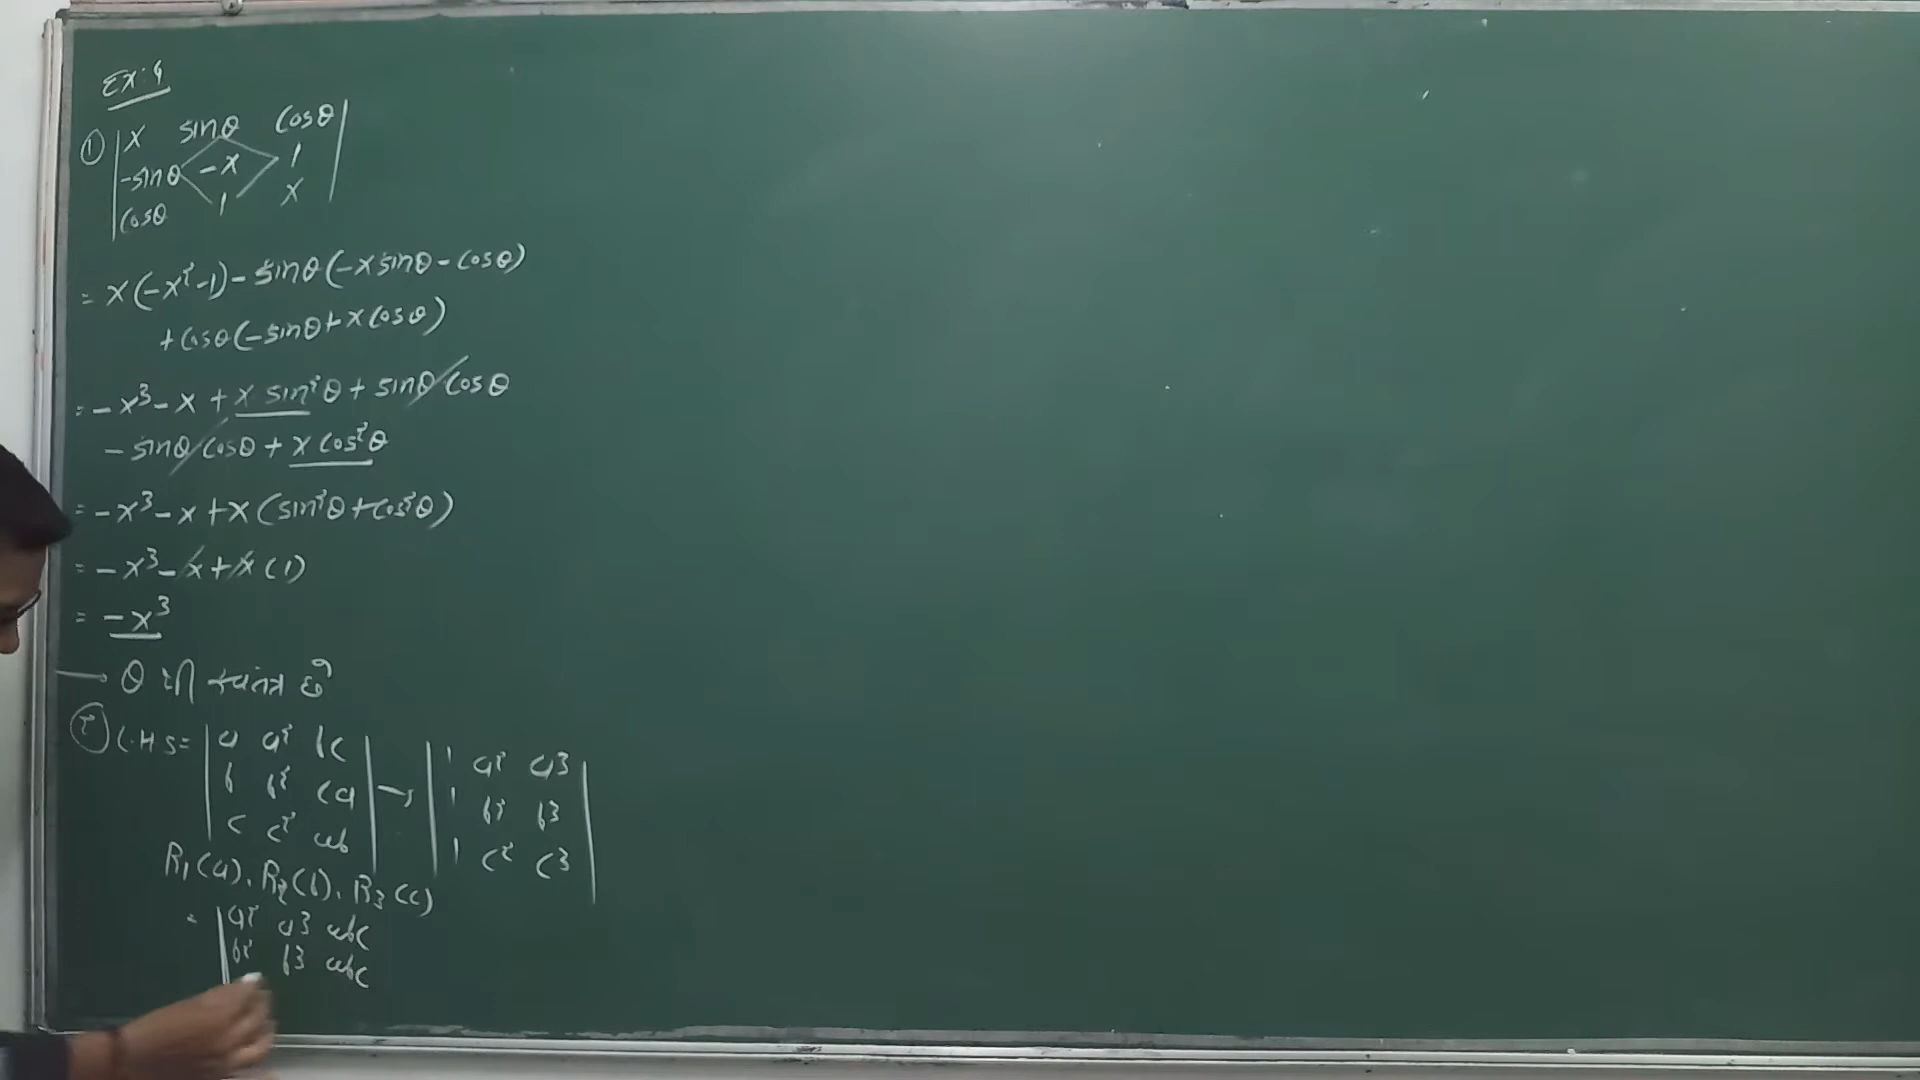 Ex:4
① | x sinθ cosθ |
| -sinθ -x 1 |
| cosθ 1 x |
= x(-x²-1) - sinθ(-x sinθ - cosθ)
+ cosθ(-sinθ + x cosθ)
= -x³ - x + x sin²θ + sinθ cosθ
- sinθ cosθ + x cos²θ
= -x³ - x + x(sin²θ + cos²θ)
= -x³ - x + x(1)
= -x³
→ θ થી સ્વતંત્ર છે
② L.H.S = | a a² bc | → | 1 a² a3 |
| b b² ca | | 1 b² b3 |
| c c² ab | | 1 c² c3 |
R₁(a), R₂(b), R₃(c)
= | a² a3 abc
b² b3 abc